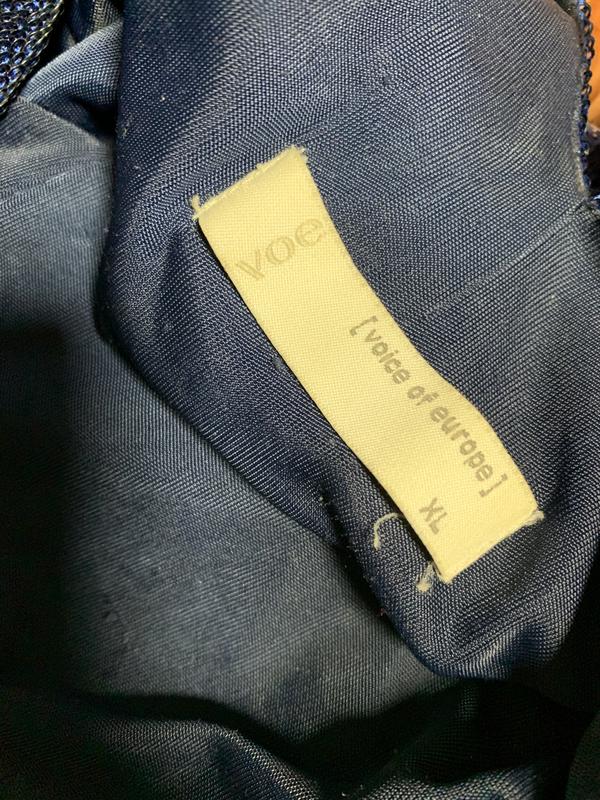 voe
[voice of europe]
XL